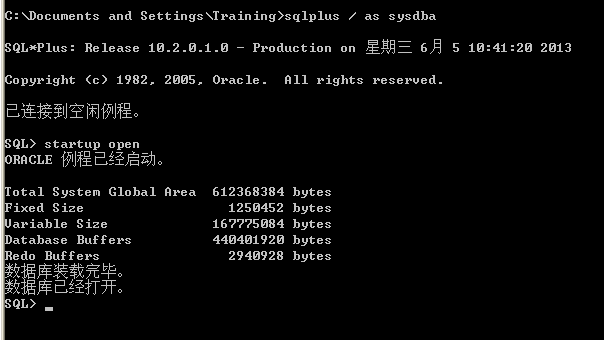 C:\Documents and Settings\Training>sqlplus / as sysdba
SQL*Plus: Release 10.2.0.1.0 - Production on 星期三 6月 5 10:41:20 2013
Copyright (c) 1982, 2005, Oracle.  All rights reserved.
已连接到空闲例程。
SQL> startup open
ORACLE 例程已经启动。
Total System Global Area  612368384 bytes
Fixed Size                  1250452 bytes
Variable Size             167775084 bytes
Database Buffers          440401920 bytes
Redo Buffers                2940928 bytes
数据库装载完毕。
数据库已经打开。
SQL> _